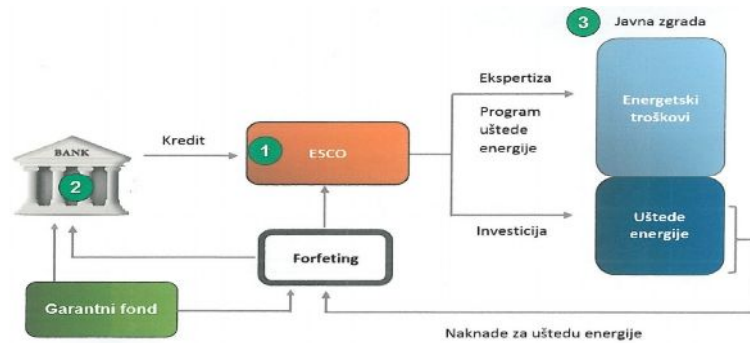 3
Javna zgrada
Ekspertiza
Program
uštede
energije
Energetski
troškovi
Kredit
1
ESCO
BANK
2
Investicija
Uštede
energije
Forfeting
Garantni fond
Naknade za uštedu energije